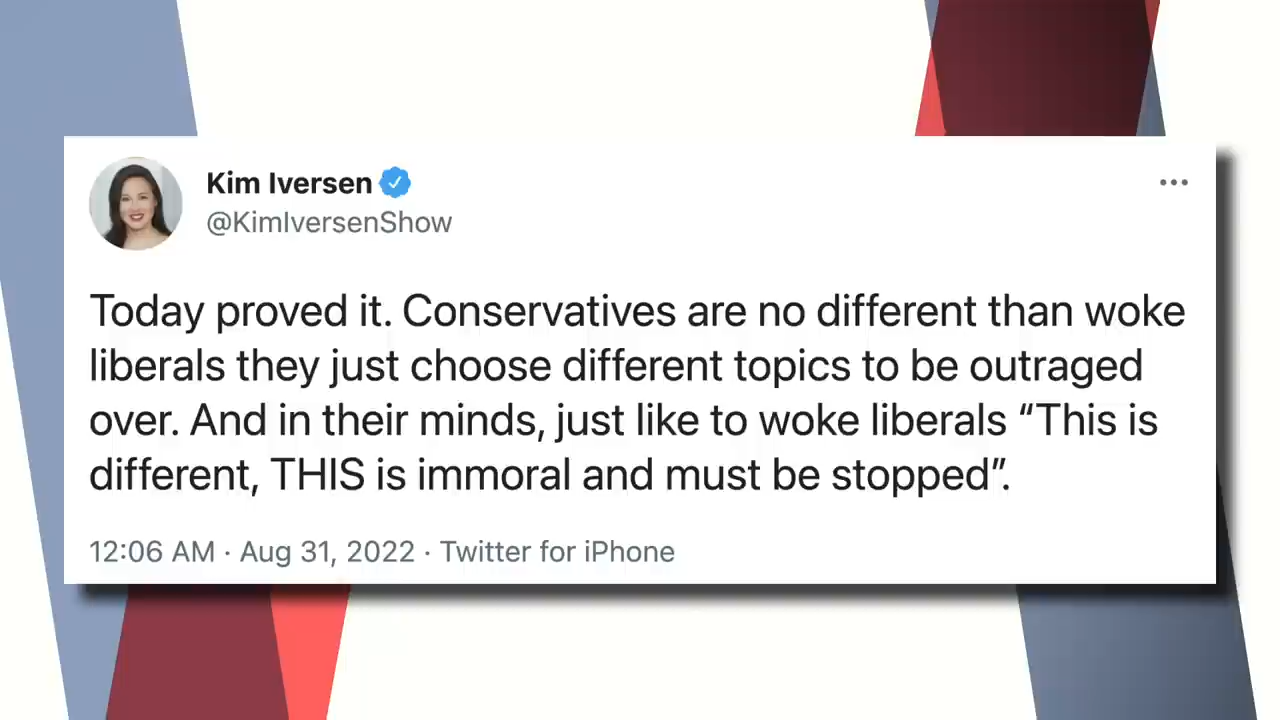 Kim Iversen
@KimIversenShow
Today proved it. Conservatives are no different than woke
liberals they just choose different topics to be outraged
over. And in their minds, just like to woke liberals “This is
different, THIS is immoral and must be stopped”.
12:06 AM · Aug 31, 2022 · Twitter for iPhone